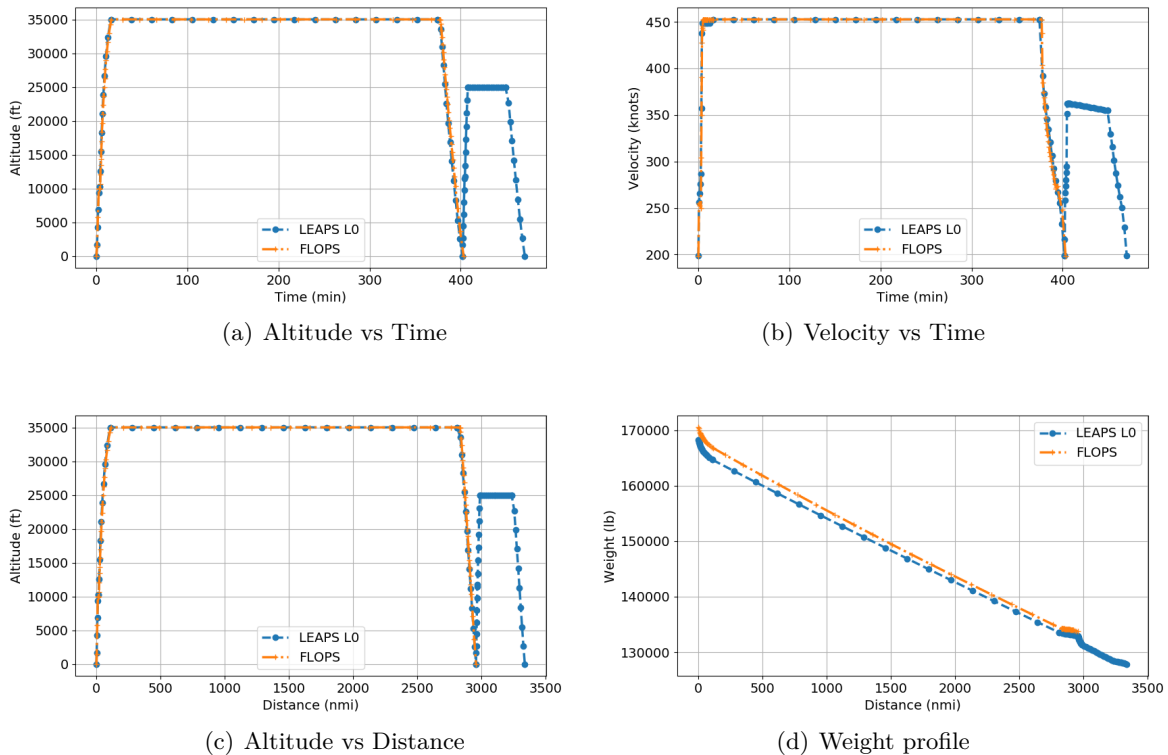 35000
30000
25000
20000
15000
10000
5000
0
Altitude (ft)
LEAPS L0
FLOPS
0 100 200 300 400
Time (min)
(a) Altitude vs Time
450
400
350
300
250
200
Velocity (knots)
LEAPS L0
FLOPS
0 100 200 300 400
Time (min)
(b) Velocity vs Time
35000
30000
25000
20000
15000
10000
5000
0
Altitude (ft)
LEAPS L0
FLOPS
0 500 1000 1500 2000 2500 3000 3500
Distance (nmi)
(c) Altitude vs Distance
170000
160000
150000
140000
130000
Weight (lb)
LEAPS L0
FLOPS
0 500 1000 1500 2000 2500 3000 3500
Distance (nmi)
(d) Weight profile